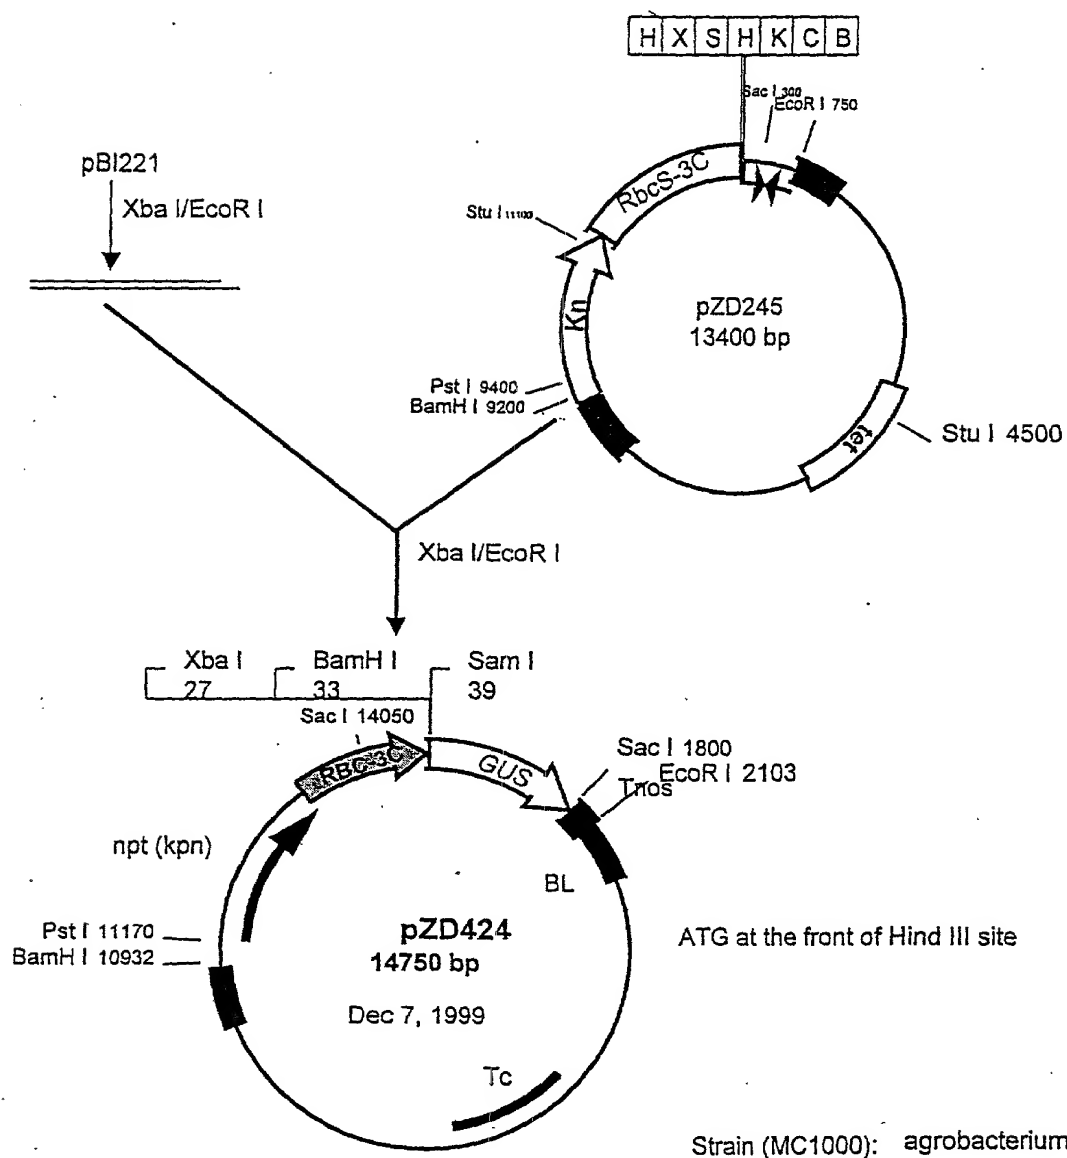 H X S H K C B
Sac I 300
EcoR I 750
pBI221
Xba I/EcoR I
RbcS-3C
Stu I 11100
Kn
pZD245
13400 bp
Pst I 9400
BamH I 9200
tet
Stu I 4500
Xba I/EcoR I
Xba I
27
BamH I
33
Sam I
39
Sac I 14050
RBC-3C
GUS
Sac I 1800
EcoR I 2103
Tnos
npt (kpn)
BL
Pst I 11170
BamH I 10932
pZD424
14750 bp
Dec 7, 1999
ATG at the front of Hind III site
Tc
Strain (MC1000): agrobacterium